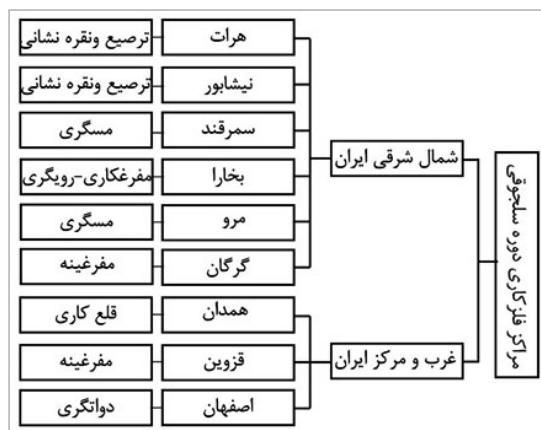 مراکز فلزکاری دوره سلجوقی
شمال شرقی ایران
هرات
ترصیع ونقره نشانی
نیشابور
ترصیع ونقره نشانی
سمرقند
مسگری
بخارا
مفرغکاری-رویگری
مرو
مسگری
گرگان
مفرغینه
غرب و مرکز ایران
همدان
قلع کاری
قزوین
مفرغینه
اصفهان
دواتگری